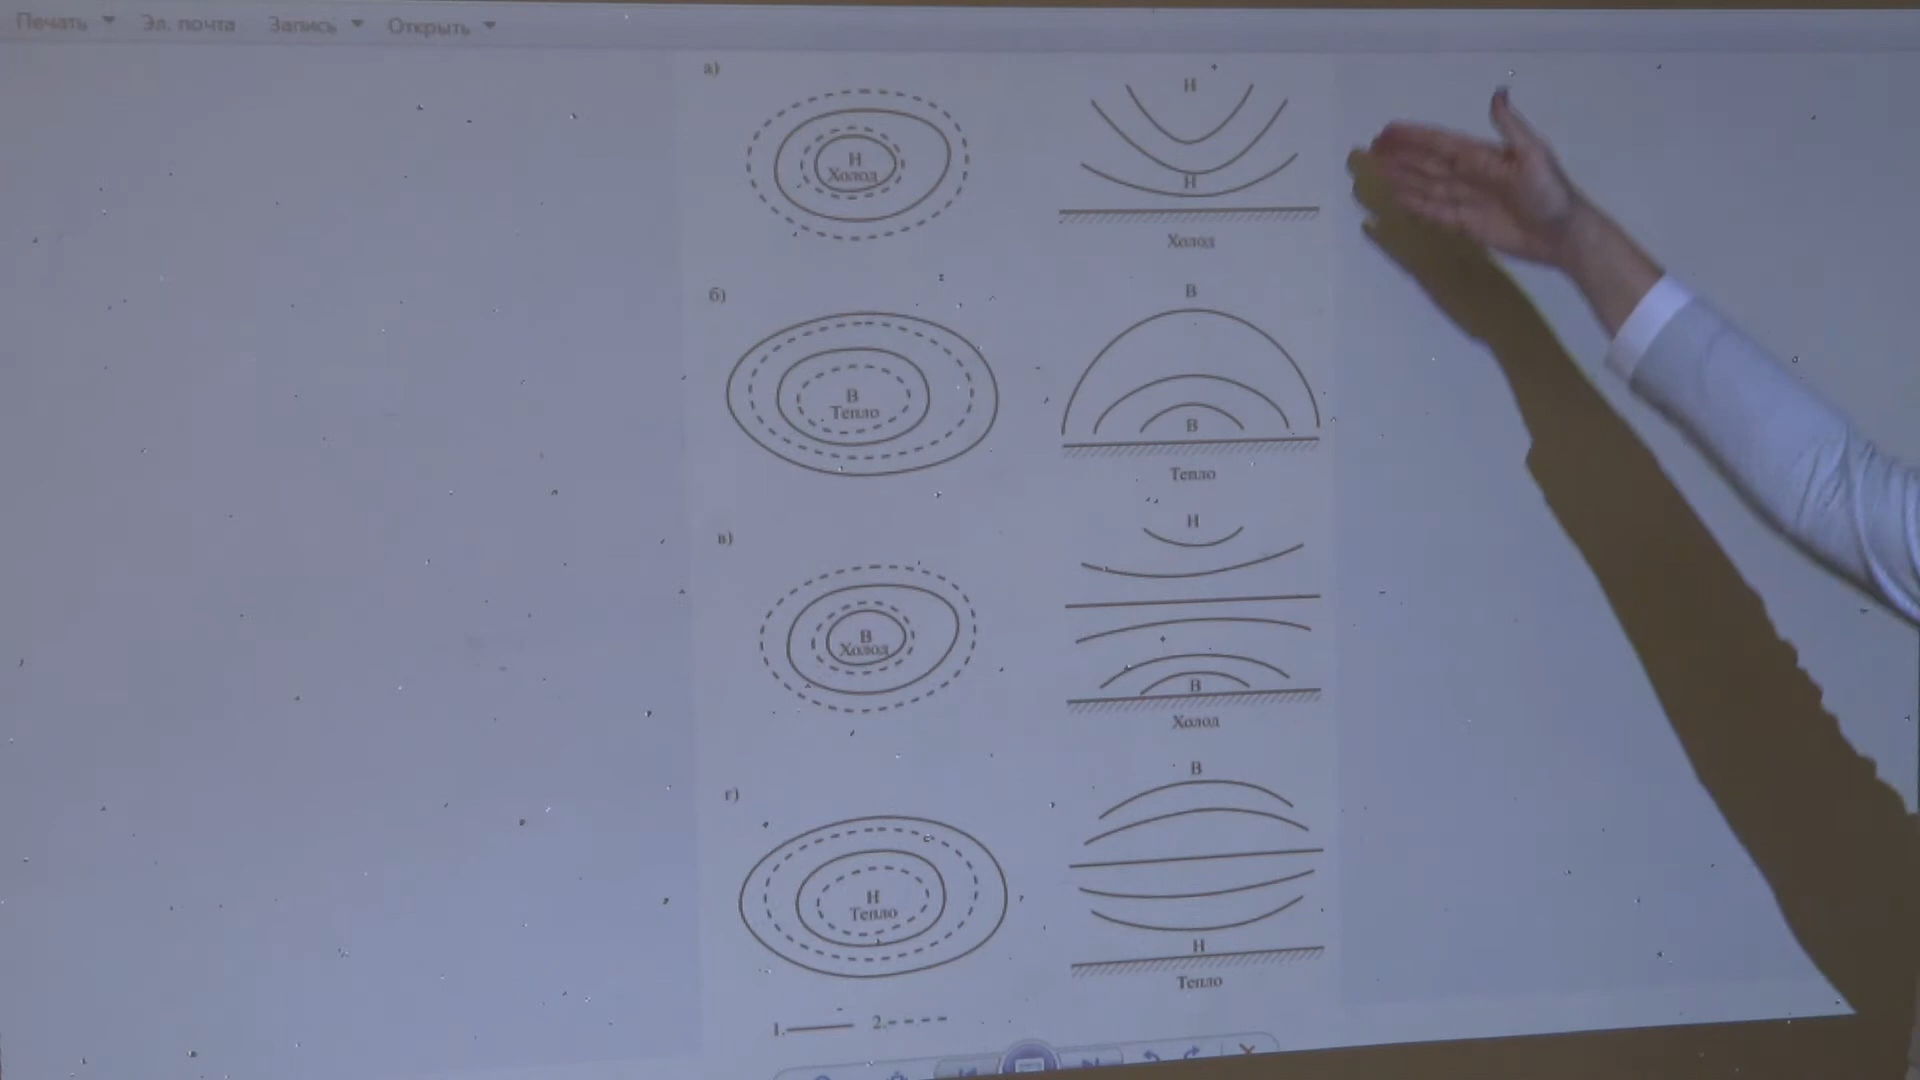 Печать Эл. почта Запись Открыть
а)
Н
Холод
Н
Н
Холод
б)
В
Тепло
В
В
Тепло
в)
В
Холод
Н
В
Холод
г)
Н
Тепло
В
Н
Тепло
1. 2.